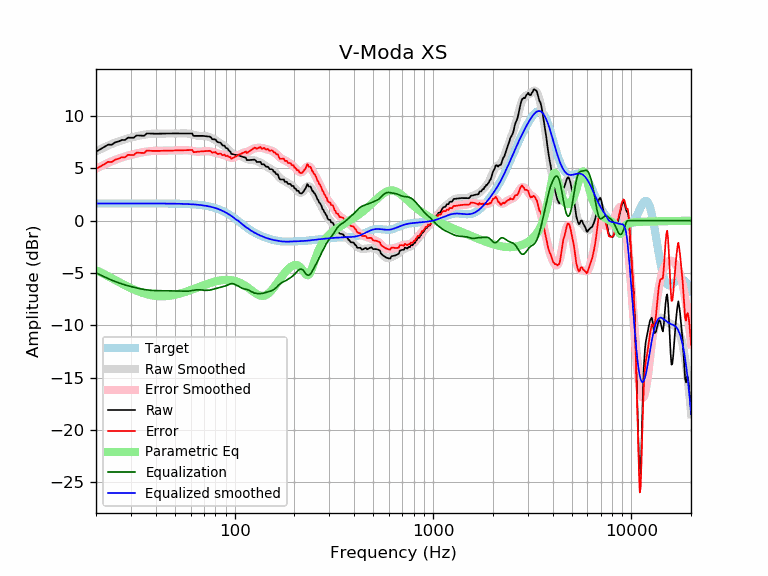 V-Moda XS
Amplitude (dBr)
10
5
0
−5
−10
−15
−20
−25
Target
Raw Smoothed
Error Smoothed
Raw
Error
Parametric Eq
Equalization
Equalized smoothed
100
1000
10000
Frequency (Hz)